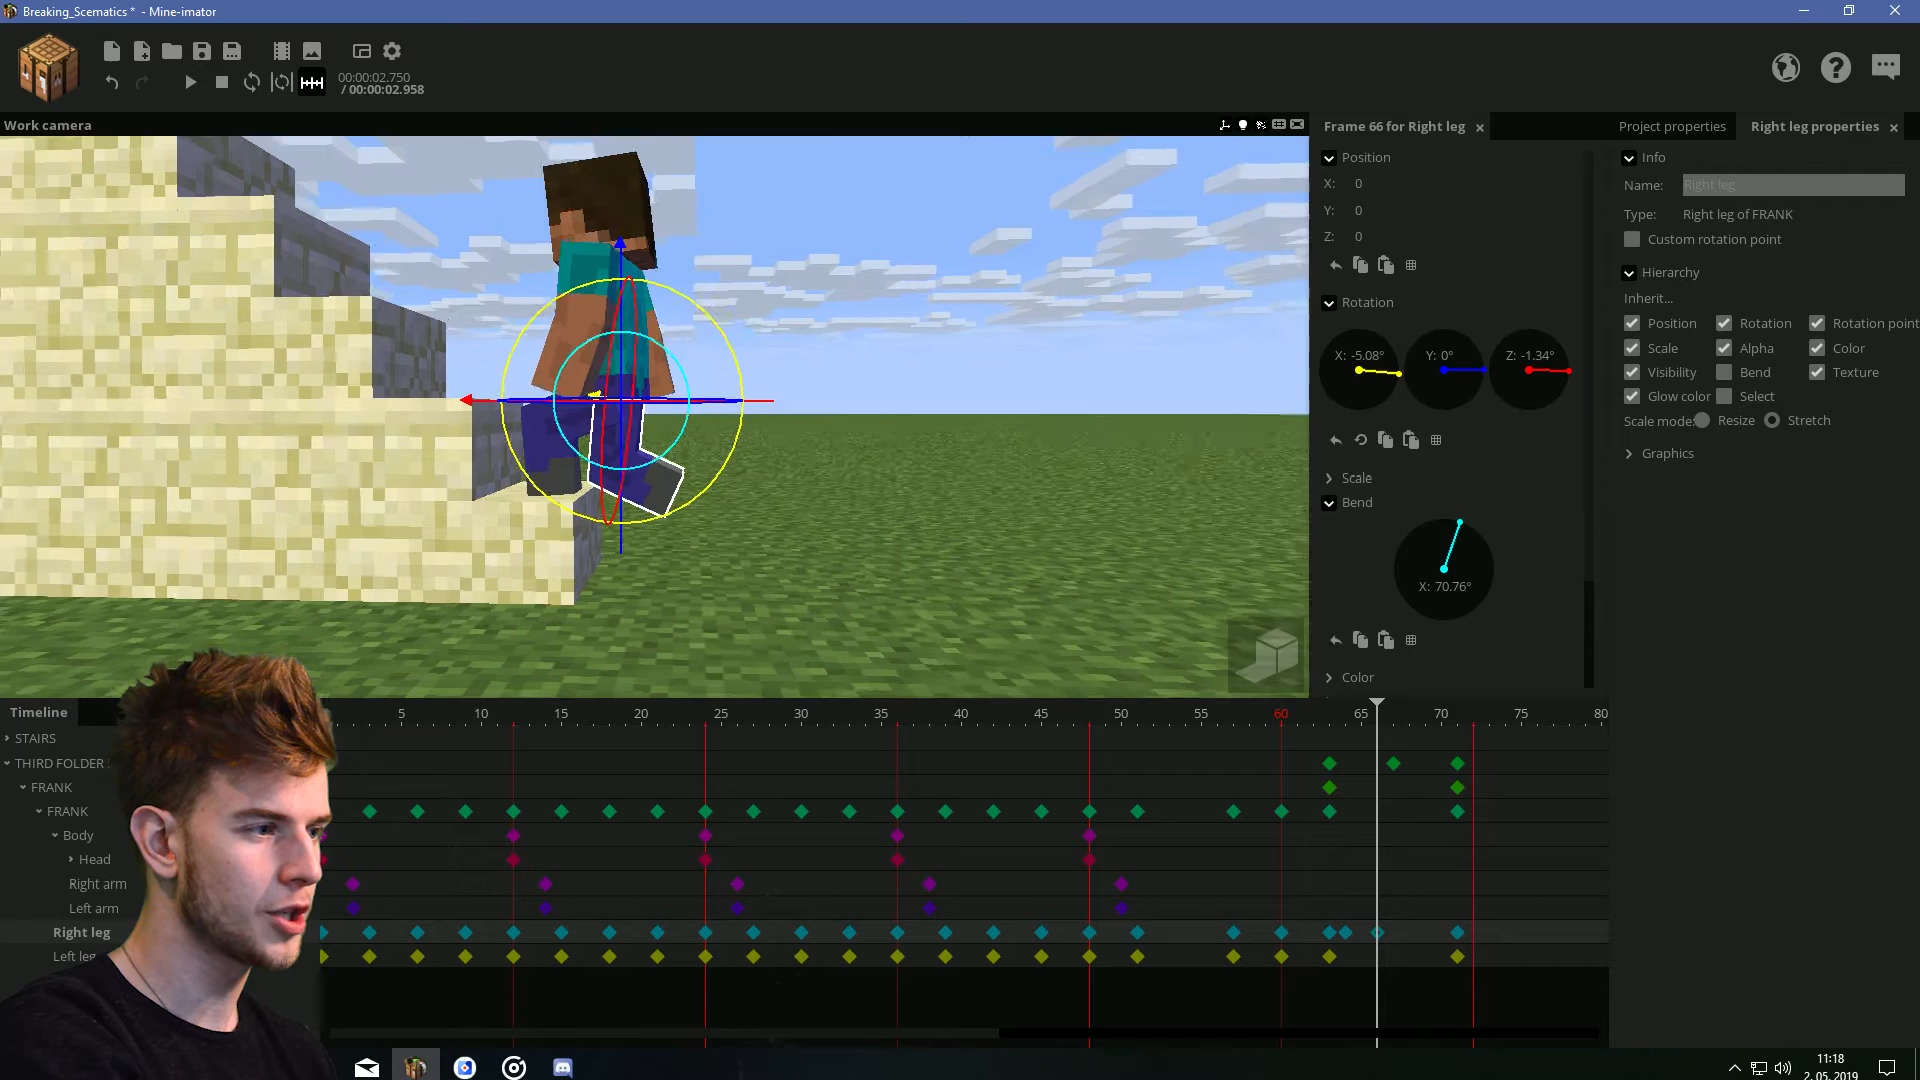 Breaking_Scematics * - Mine-imator
00:00:02.750
/ 00:00:02.958
Work camera
Frame 66 for Right leg
Project properties
Right leg properties
Position
X: 0
Y: 0
Z: 0
Rotation
X: -5.08°
Y: 0°
Z: -1.34°
Scale
Bend
X: 70.76°
Color
Info
Name: Right leg
Type: Right leg of FRANK
Custom rotation point
Hierarchy
Inherit...
Position
Rotation
Rotation point
Scale
Alpha
Color
Visibility
Bend
Texture
Glow color
Select
Scale mode:
Resize
Stretch
Graphics
Timeline
5 10 15 20 25 30 35 40 45 50 60 65 70 75 80
STAIRS
THIRD FOLDER
FRANK
FRANK
Body
Head
Right arm
Left arm
Right leg
Left leg
11:18
2. 05. 2019